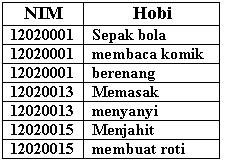 NIM Hobi
12020001 Sepak bola
12020001 membaca komik
12020001 berenang
12020013 Memasak
12020013 menyanyi
12020015 Menjahit
12020015 membuat roti